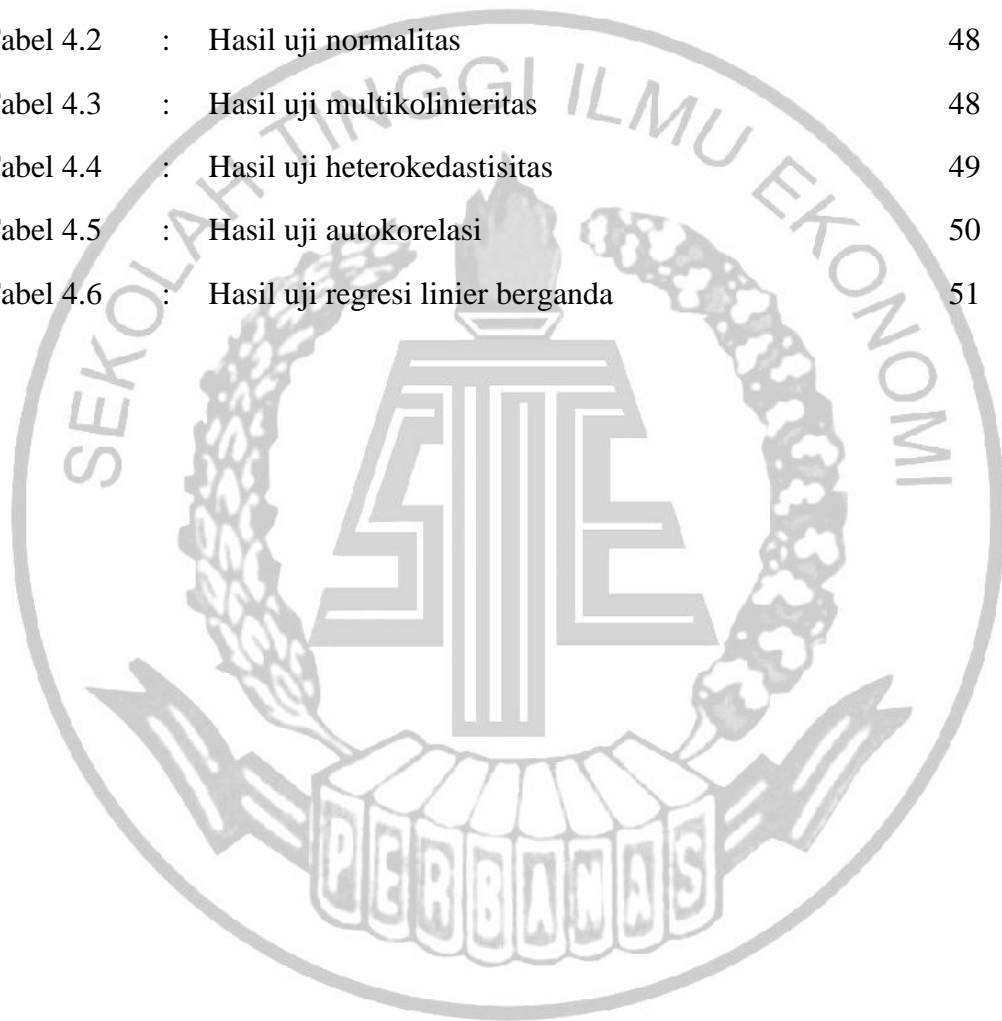 abel 4.2 : Hasil uji normalitas 48
abel 4.3 : Hasil uji multikolinieritas 48
abel 4.4 : Hasil uji heterokedastisitas 49
abel 4.5 : Hasil uji autokorelasi 50
abel 4.6 : Hasil uji regresi linier berganda 51
SEKOLAH TINGGI ILMU EKONOMI
STIE
PERBANAS